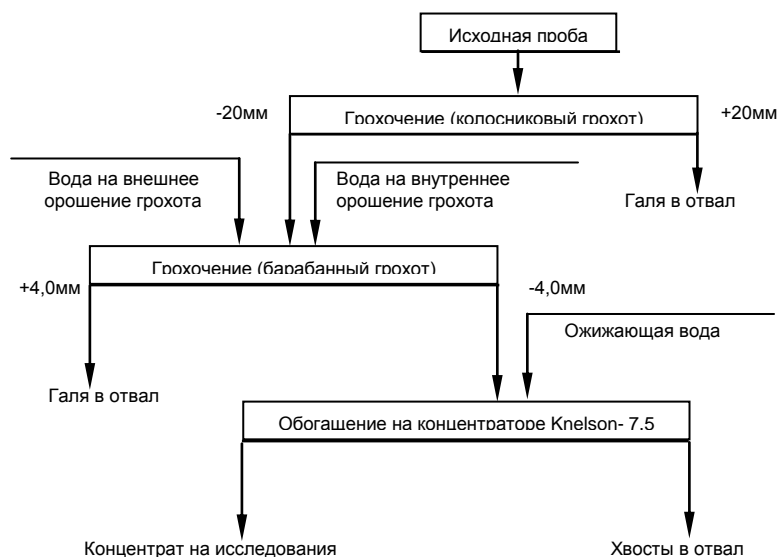 Исходная проба
-20мм
Грохочение (колосниковый грохот)
+20мм
Вода на внешнее
орошение грохота
Вода на внутреннее
орошение грохота
Галя в отвал
Грохочение (барабанный грохот)
+4,0мм
-4,0мм
Ожижающая вода
Галя в отвал
Обогащение на концентраторе Knelson- 7.5
Концентрат на исследования
Хвосты в отвал